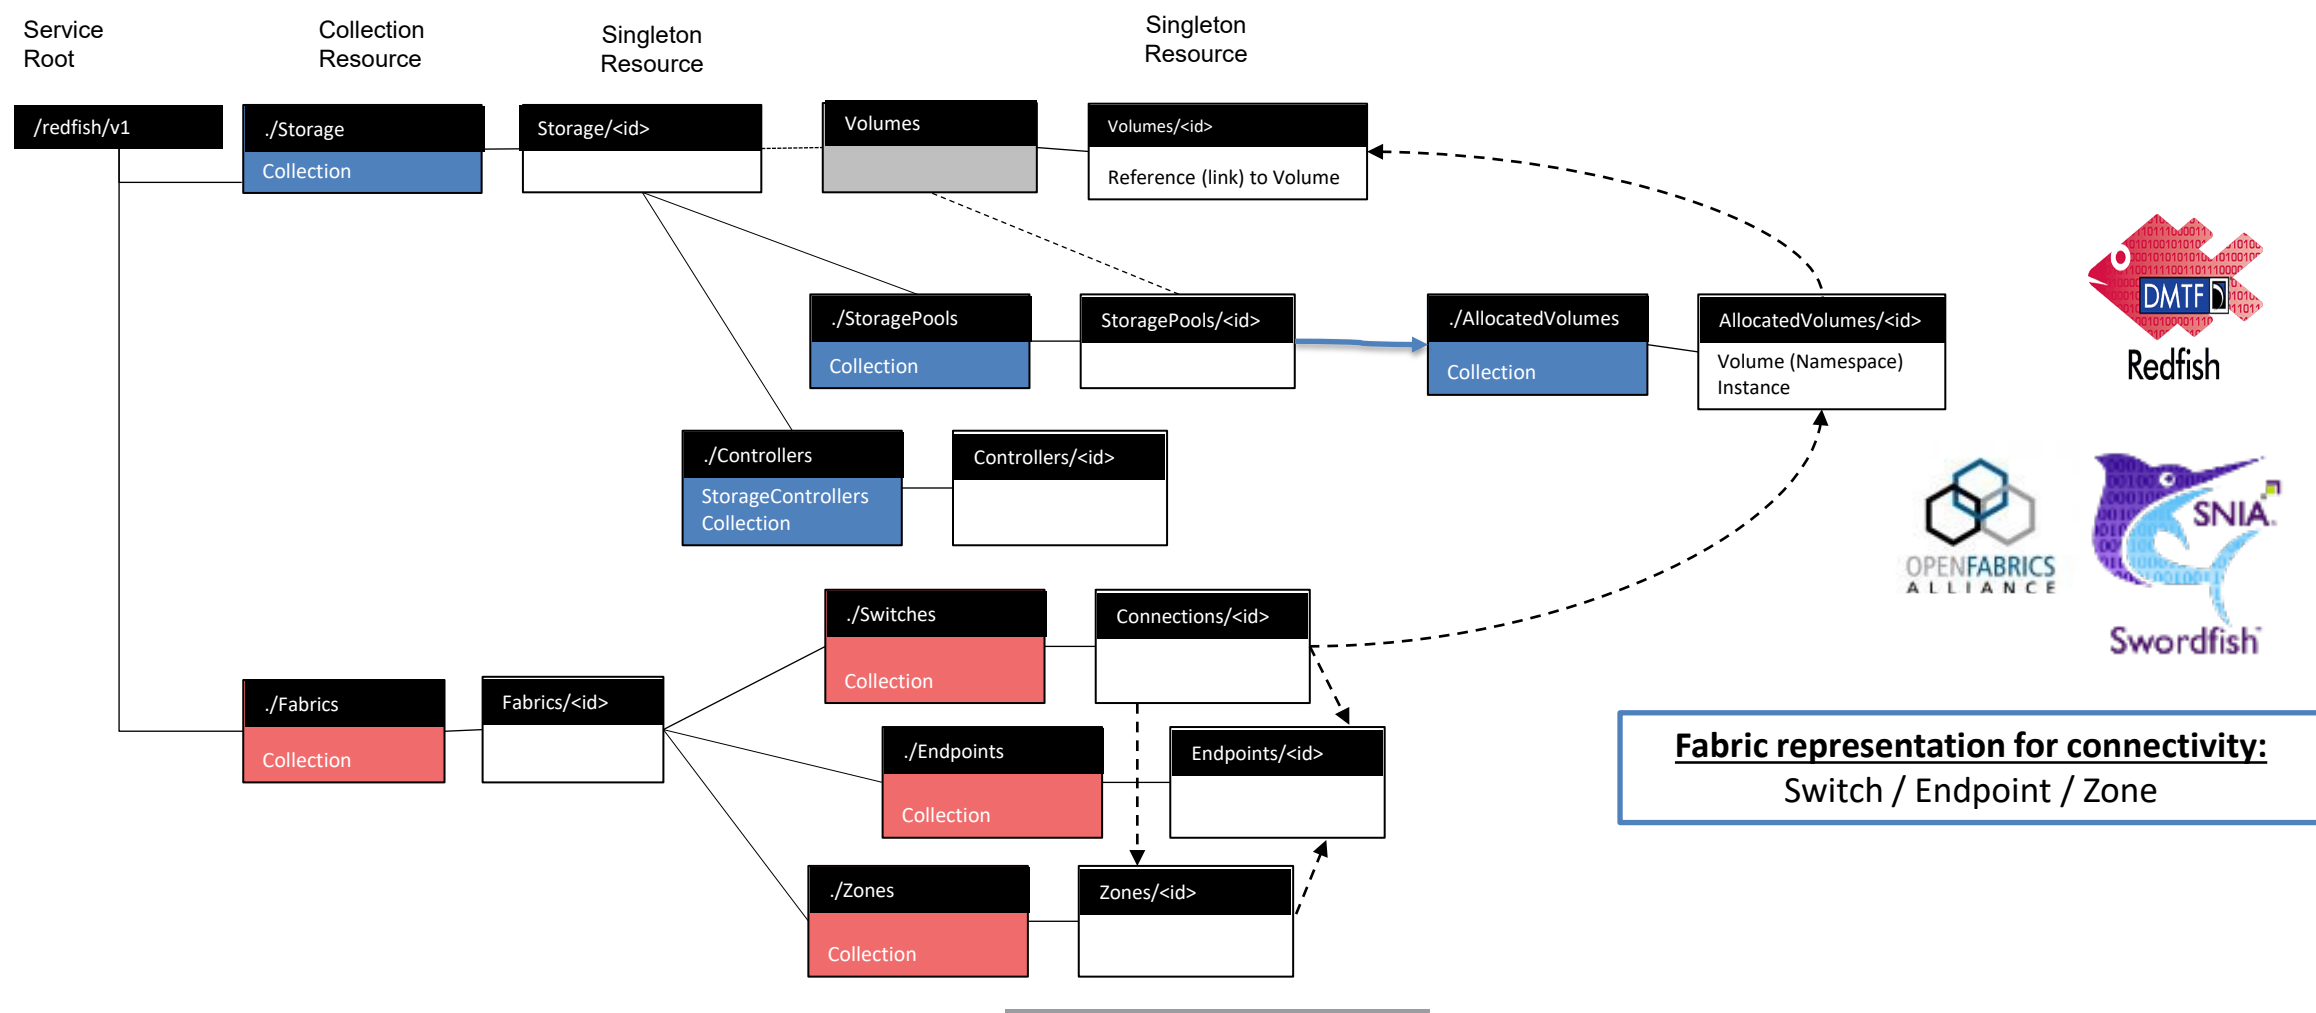 Service
Root
Collection
Resource
Singleton
Resource
Singleton
Resource
/redfish/v1
./Storage
Collection
Storage/<id>
Volumes
Volumes/<id>
Reference (link) to Volume
./StoragePools
Collection
StoragePools/<id>
./AllocatedVolumes
Collection
AllocatedVolumes/<id>
Volume (Namespace)
Instance
DMTF
Redfish
./Controllers
StorageControllers
Collection
Controllers/<id>
OPENFABRICS
ALLIANCE
SNIA
Swordfish
./Switches
Collection
Connections/<id>
./Fabrics
Collection
Fabrics/<id>
./Endpoints
Collection
Endpoints/<id>
Fabric representation for connectivity:
Switch / Endpoint / Zone
./Zones
Collection
Zones/<id>